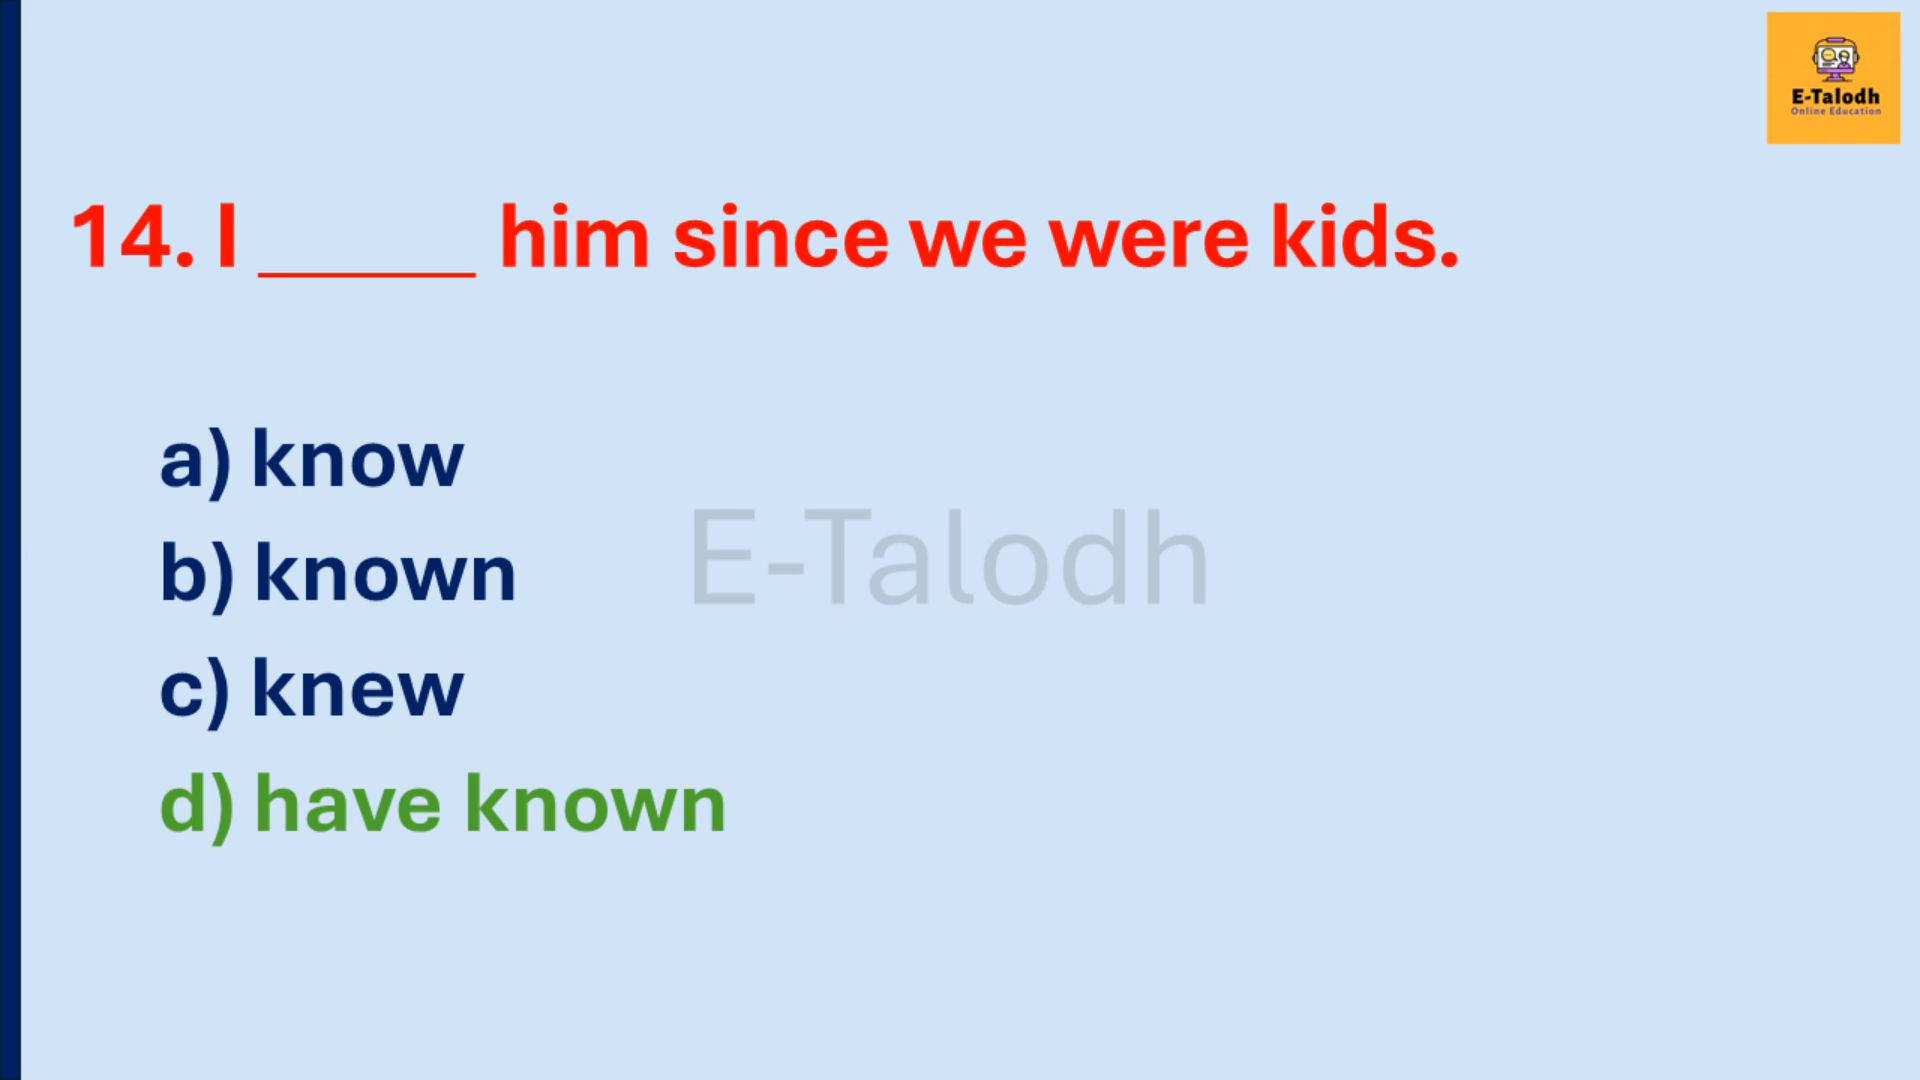 E-Talodh
Online Education
14. I _____ him since we were kids.
a) know
E-Talodh
b) known
c) knew
d) have known